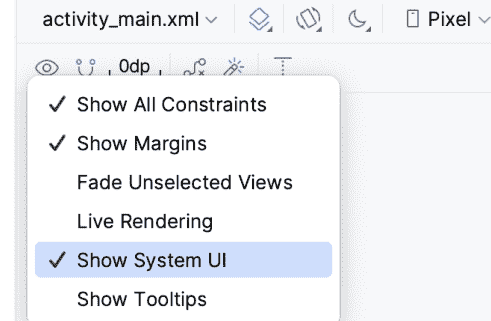 activity_main.xml Pixel
0dp
Show All Constraints
Show Margins
Fade Unselected Views
Live Rendering
Show System UI
Show Tooltips